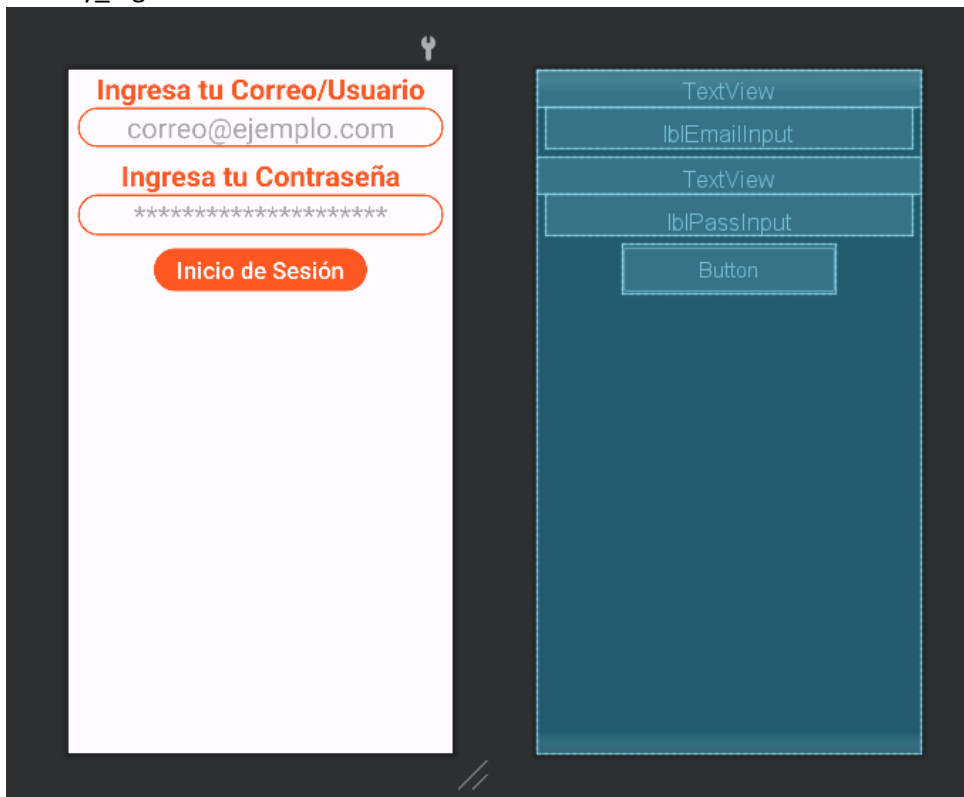 Ingresa tu Correo/Usuario
correo@ejemplo.com
Ingresa tu Contraseña
*********************
Inicio de Sesión
TextView
lblEmailInput
TextView
lblPassInput
Button